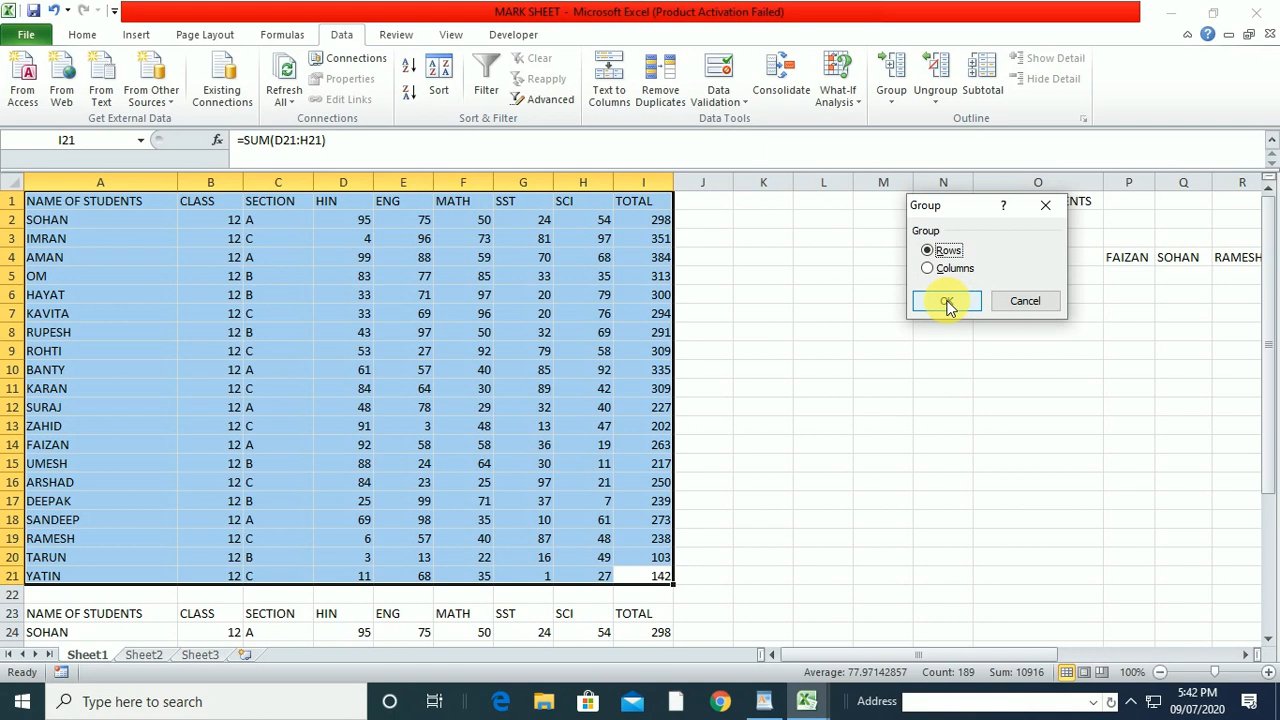 MARK SHEET - Microsoft Excel (Product Activation Failed)
File Home Insert Page Layout Formulas Data Review View Developer
From Access
From Web
From Text
From Other Sources
Existing Connections
Get External Data
Refresh All
Connections
Properties
Edit Links
Connections
Sort
Filter
Clear
Reapply
Advanced
Sort & Filter
Text to Columns
Remove Duplicates
Data Validation
Consolidate
What-If Analysis
Data Tools
Group
Ungroup
Subtotal
Show Detail
Hide Detail
Outline
I21 fx =SUM(D21:H21)
A B C D E F G H I J K L M N O P Q R
1 NAME OF STUDENTS CLASS SECTION HIN ENG MATH SST SCI TOTAL
2 SOHAN 12 A 95 75 50 24 54 298
3 IMRAN 12 C 4 96 73 81 97 351
4 AMAN 12 A 99 88 59 70 68 384 FAIZAN SOHAN RAMESH
5 OM 12 B 83 77 85 33 35 313
6 HAYAT 12 B 33 71 97 20 79 300
7 KAVITA 12 C 33 69 96 20 76 294
8 RUPESH 12 B 43 97 50 32 69 291
9 ROHTI 12 C 53 27 92 79 58 309
10 BANTY 12 A 61 57 40 85 92 335
11 KARAN 12 C 84 64 30 89 42 309
12 SURAJ 12 A 48 78 29 32 40 227
13 ZAHID 12 C 91 3 48 13 47 202
14 FAIZAN 12 A 92 58 58 36 19 263
15 UMESH 12 B 88 24 64 30 11 217
16 ARSHAD 12 C 84 23 25 97 21 250
17 DEEPAK 12 B 25 99 71 37 7 239
18 SANDEEP 12 A 69 98 35 10 61 273
19 RAMESH 12 C 6 57 40 87 48 238
20 TARUN 12 B 3 13 22 16 49 103
21 YATIN 12 C 11 68 35 1 27 142
22
23 NAME OF STUDENTS CLASS SECTION HIN ENG MATH SST SCI TOTAL
24 SOHAN 12 A 95 75 50 24 54 298
Group ?
Group
Rows
Columns
OK Cancel
Sheet1 Sheet2 Sheet3
Ready Average: 77.97142857 Count: 189 Sum: 10916 100%
Type here to search Address 5:42 PM
09/07/2020